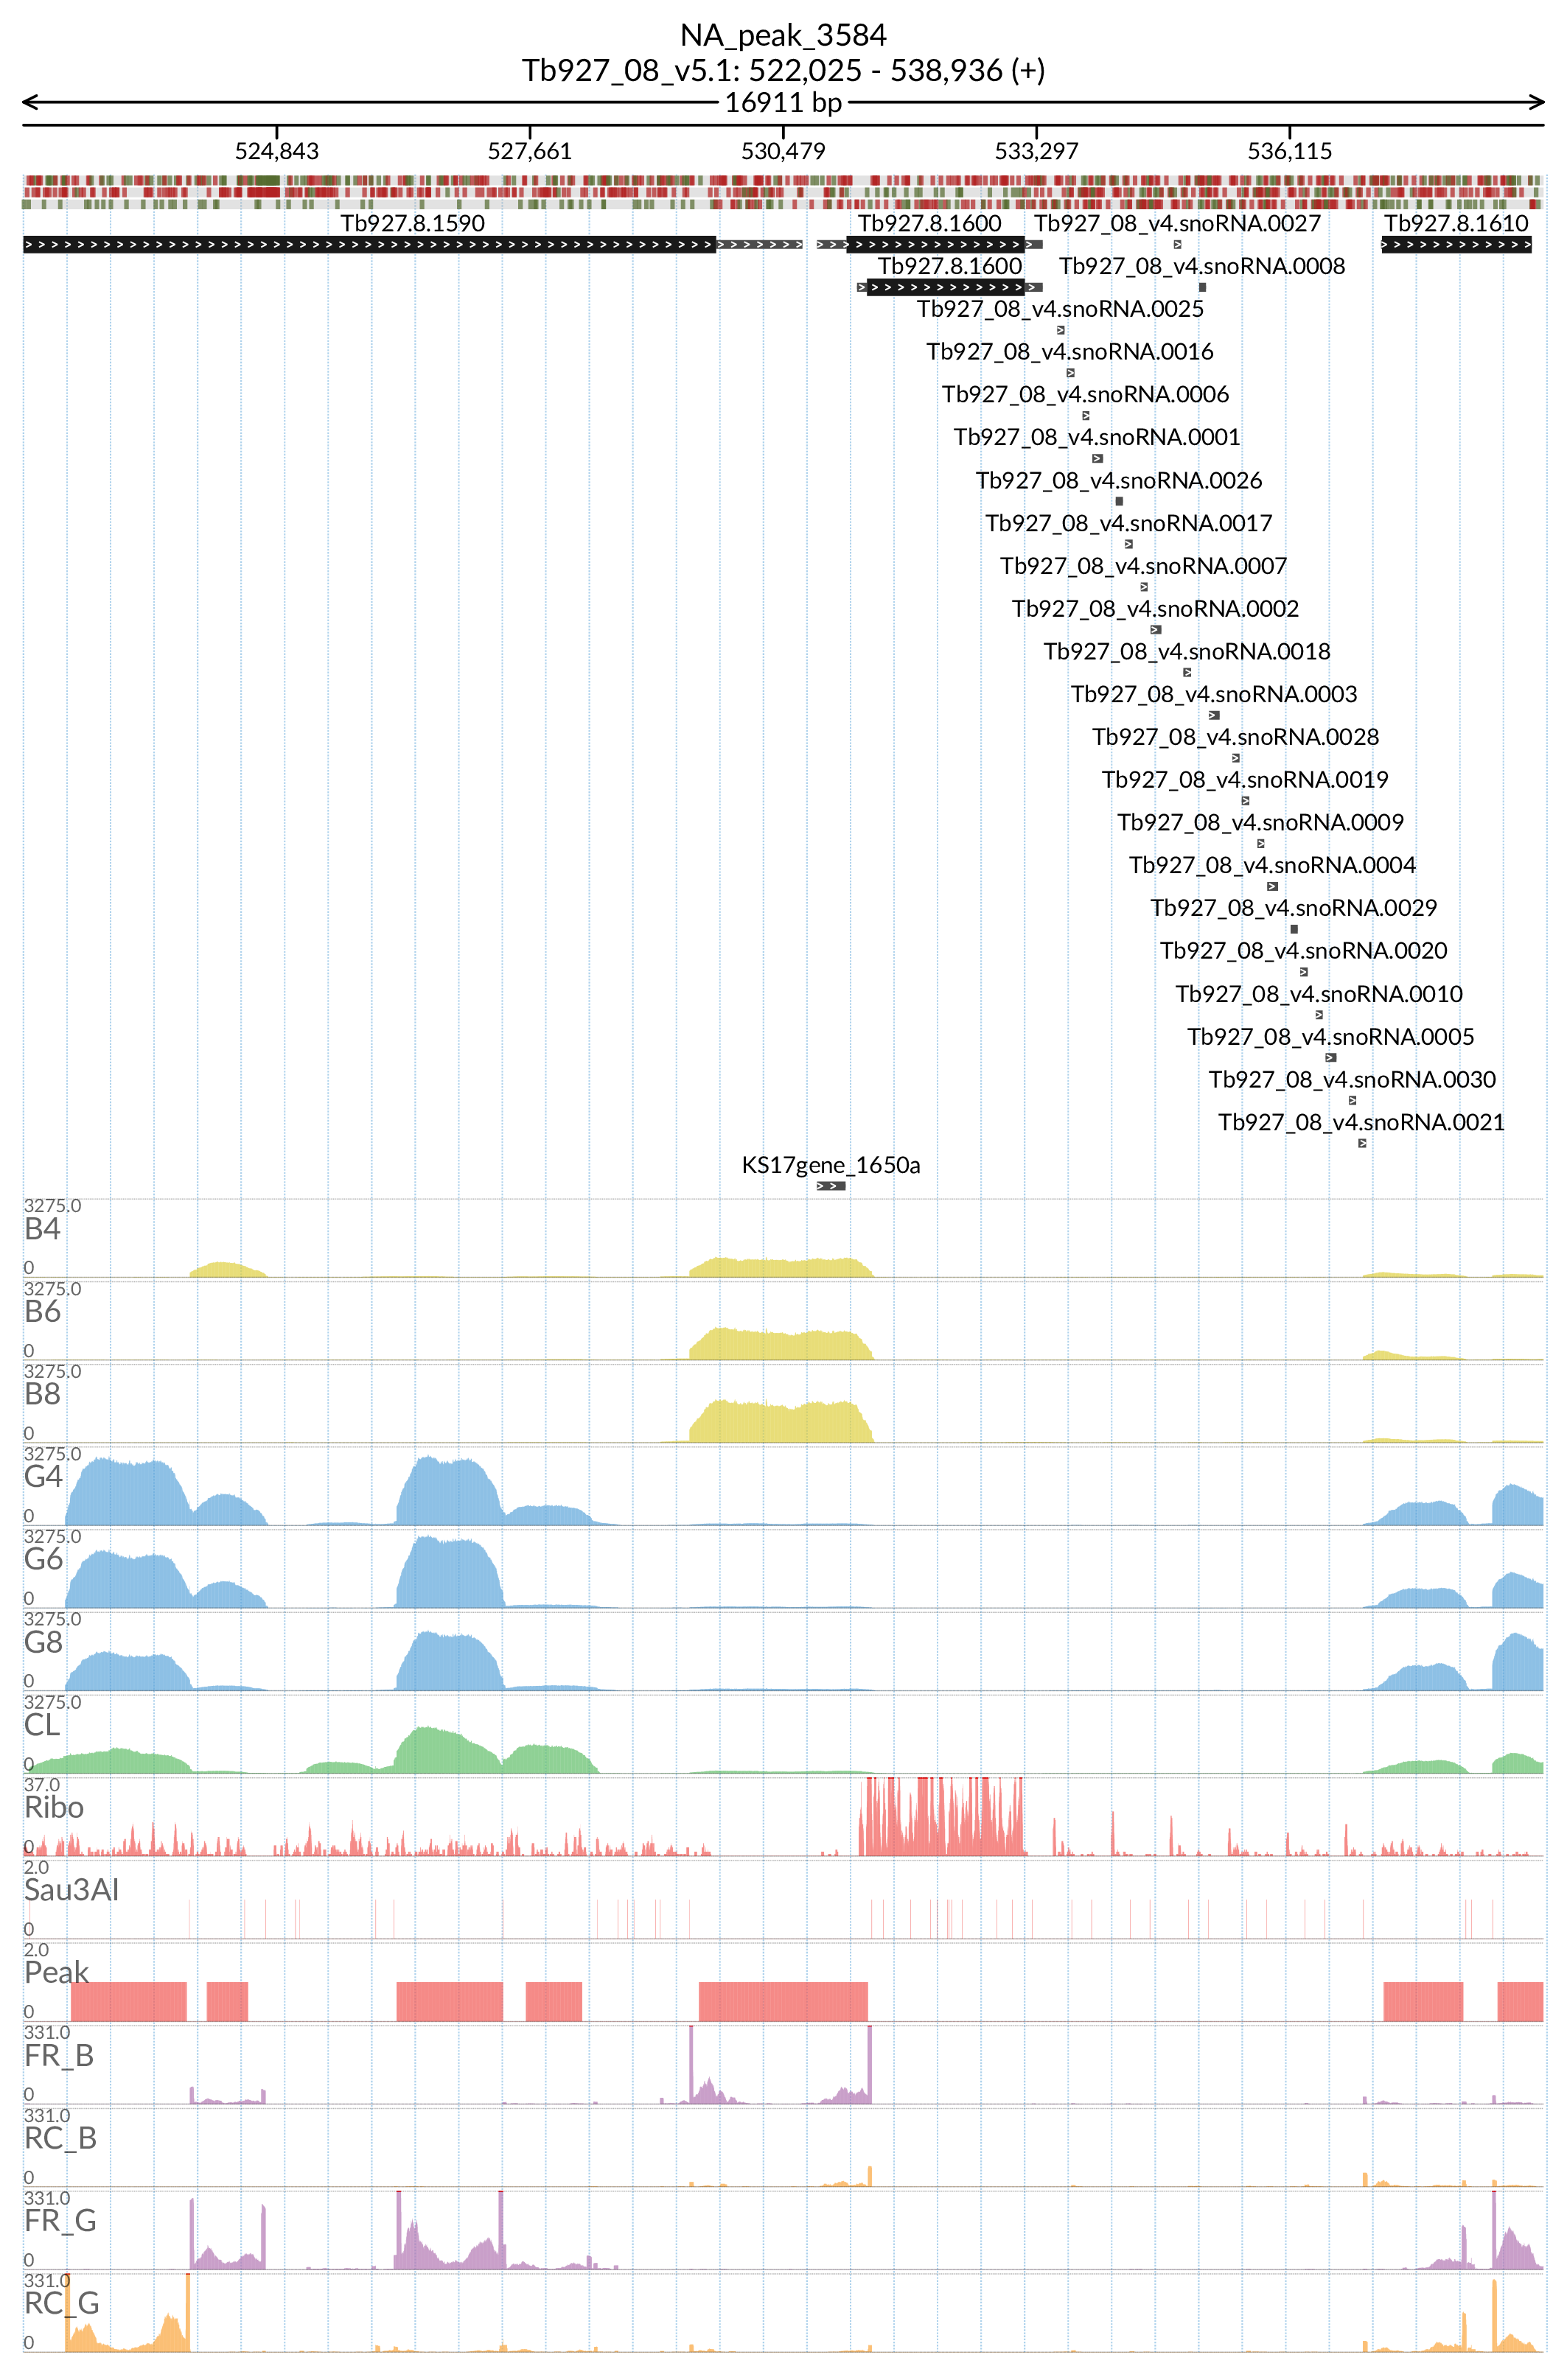 NA_peak_3584
Tb927_08_v5.1: 522,025 - 538,936 (+)
16911 bp
524,843 527,661 530,479 533,297 536,115
Tb927.8.1590 Tb927.8.1600 Tb927_08_v4.snoRNA.0027 Tb927.8.1610
Tb927.8.1600 Tb927_08_v4.snoRNA.0008
Tb927_08_v4.snoRNA.0025
Tb927_08_v4.snoRNA.0016
Tb927_08_v4.snoRNA.0006
Tb927_08_v4.snoRNA.0001
Tb927_08_v4.snoRNA.0026
Tb927_08_v4.snoRNA.0017
Tb927_08_v4.snoRNA.0007
Tb927_08_v4.snoRNA.0002
Tb927_08_v4.snoRNA.0018
Tb927_08_v4.snoRNA.0003
Tb927_08_v4.snoRNA.0028
Tb927_08_v4.snoRNA.0019
Tb927_08_v4.snoRNA.0009
Tb927_08_v4.snoRNA.0004
Tb927_08_v4.snoRNA.0029
Tb927_08_v4.snoRNA.0020
Tb927_08_v4.snoRNA.0010
Tb927_08_v4.snoRNA.0005
Tb927_08_v4.snoRNA.0030
Tb927_08_v4.snoRNA.0021
KS17gene_1650a
3275.0
B4
0
3275.0
B6
0
3275.0
B8
0
3275.0
G4
0
3275.0
G6
0
3275.0
G8
0
3275.0
CL
0
37.0
Ribo
0
2.0
Sau3AI
0
2.0
Peak
0
331.0
FR_B
0
331.0
RC_B
0
331.0
FR_G
0
331.0
RC_G
0